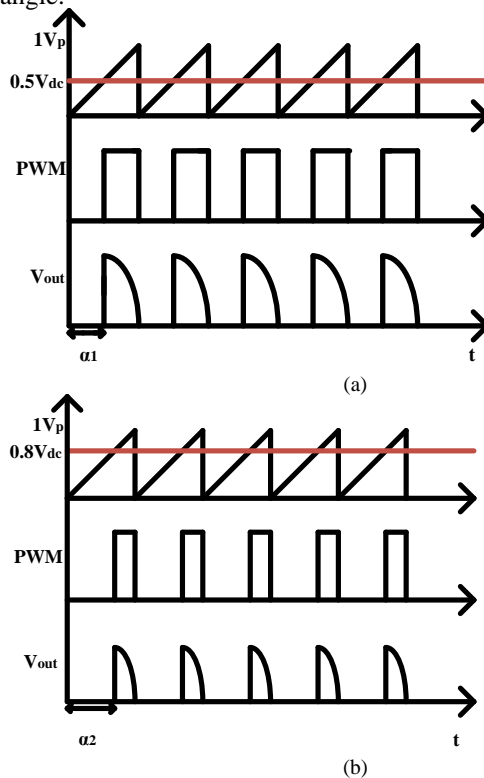 angle.
1Vp
0.5Vdc
PWM
Vout
α1
t
(a)
1Vp
0.8Vdc
PWM
Vout
α2
t
(b)